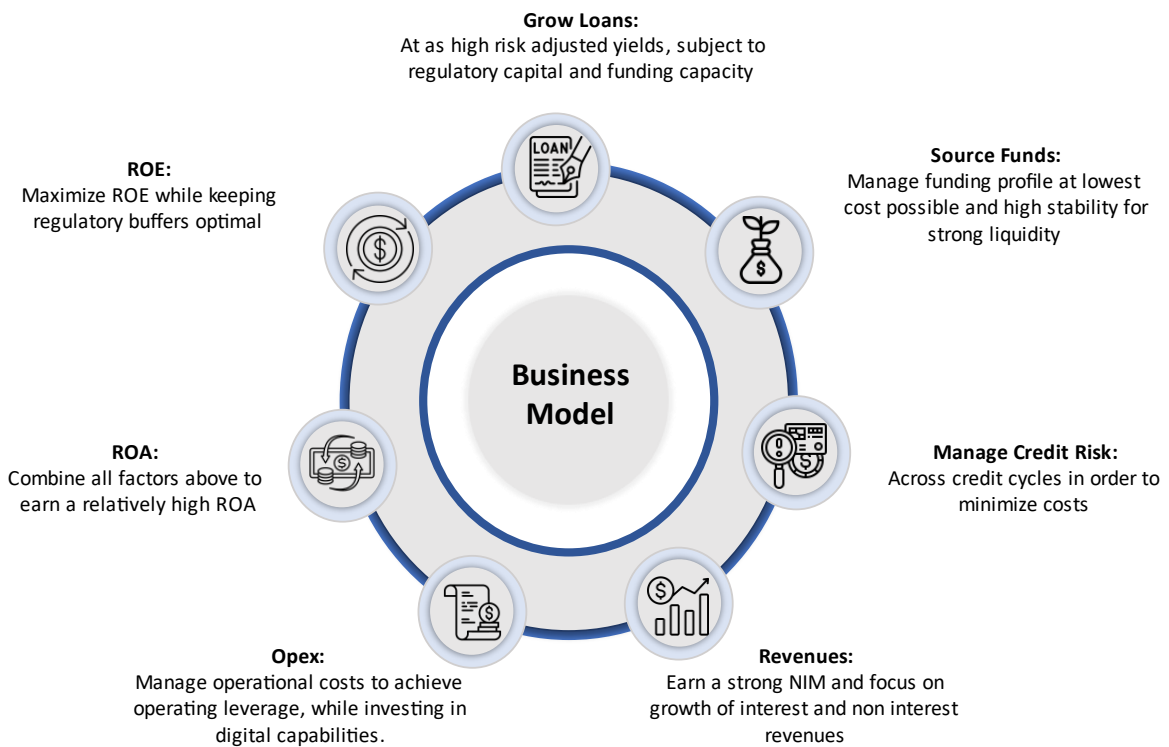 Grow Loans:
At as high risk adjusted yields, subject to
regulatory capital and funding capacity
LOAN
Source Funds:
Manage funding profile at lowest
cost possible and high stability for
strong liquidity
$
Manage Credit Risk:
Across credit cycles in order to
minimize costs
$
Revenues:
Earn a strong NIM and focus on
growth of interest and non interest
revenues
$
Opex:
Manage operational costs to achieve
operating leverage, while investing in
digital capabilities.
$
ROA:
Combine all factors above to
earn a relatively high ROA
$
ROE:
Maximize ROE while keeping
regulatory buffers optimal
$
Business
Model